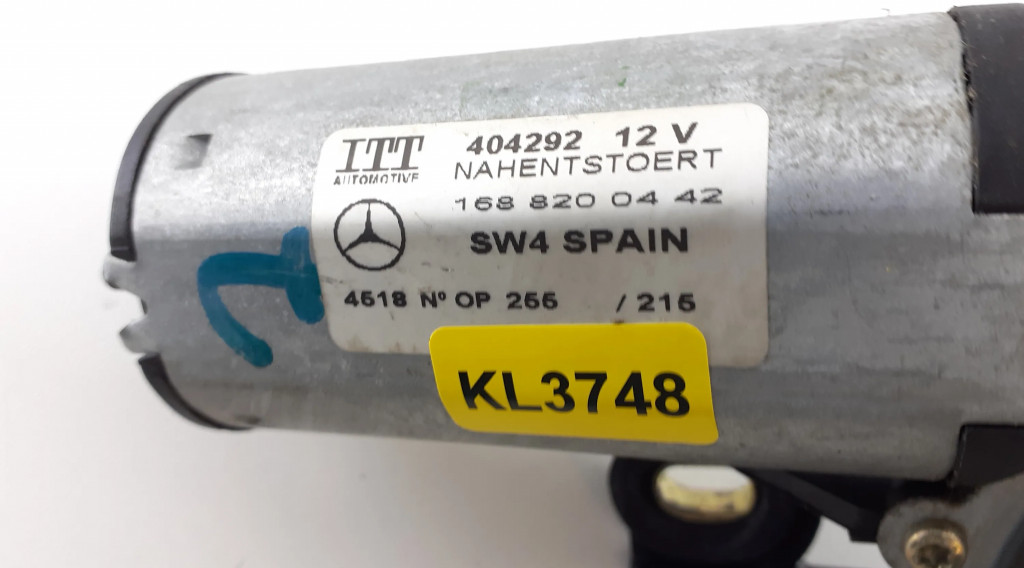 ITT 404292 12 V
AUTOMOTIVE NAHENTSTOERT
168 820 04 42
SW4 SPAIN
4518 Nº OP 255 / 215
KL3748